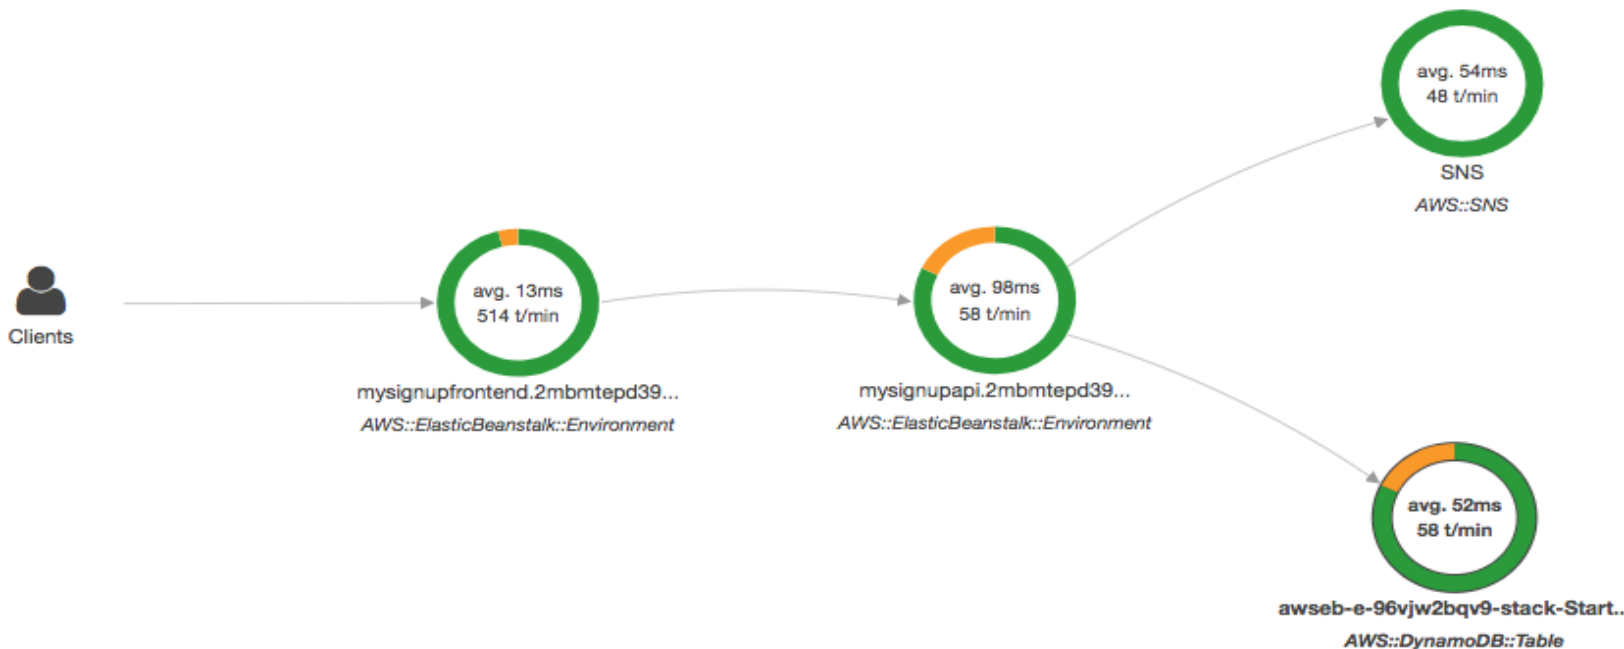 avg. 54ms
48 t/min
SNS
AWS::SNS
Clients
avg. 13ms
514 t/min
mysignupfrontend.2mbmtepd39...
AWS::ElasticBeanstalk::Environment
avg. 98ms
58 t/min
mysignupapi.2mbmtepd39...
AWS::ElasticBeanstalk::Environment
avg. 52ms
58 t/min
awseb-e-96vjw2bqv9-stack-Start...
AWS::DynamoDB::Table